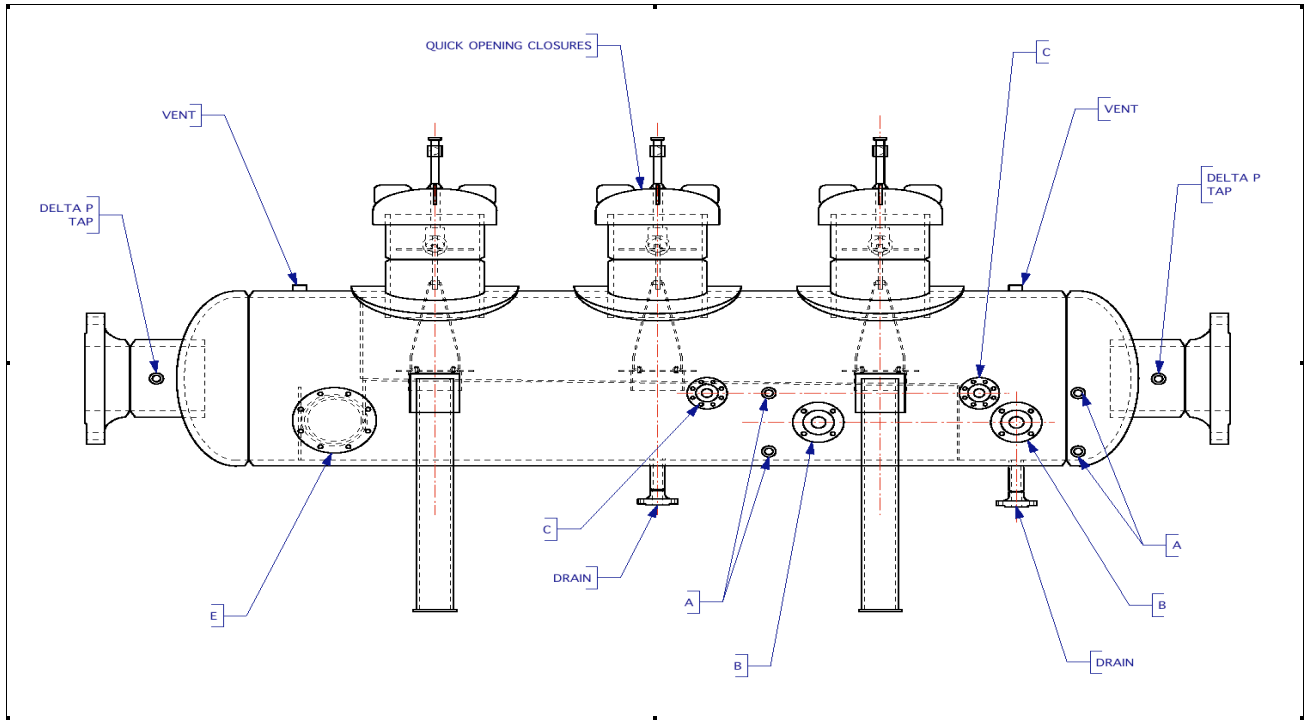 QUICK OPENING CLOSURES
C
VENT
VENT
DELTA P
TAP
DELTA P
TAP
C
DRAIN
A
A
E
B
B
DRAIN